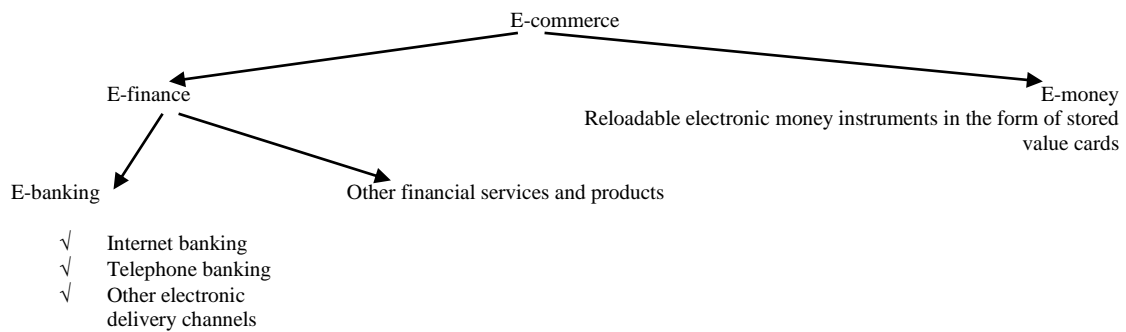 E-commerce
E-finance
E-money
Reloadable electronic money instruments in the form of stored
value cards
E-banking
Other financial services and products
√ Internet banking
√ Telephone banking
√ Other electronic
delivery channels